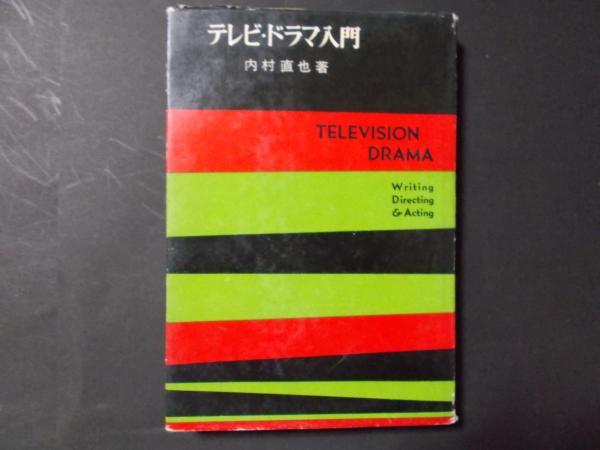 テレビ・ドラマ入門
内村直也著
TELEVISION
DRAMA
Writing
Directing
& Acting